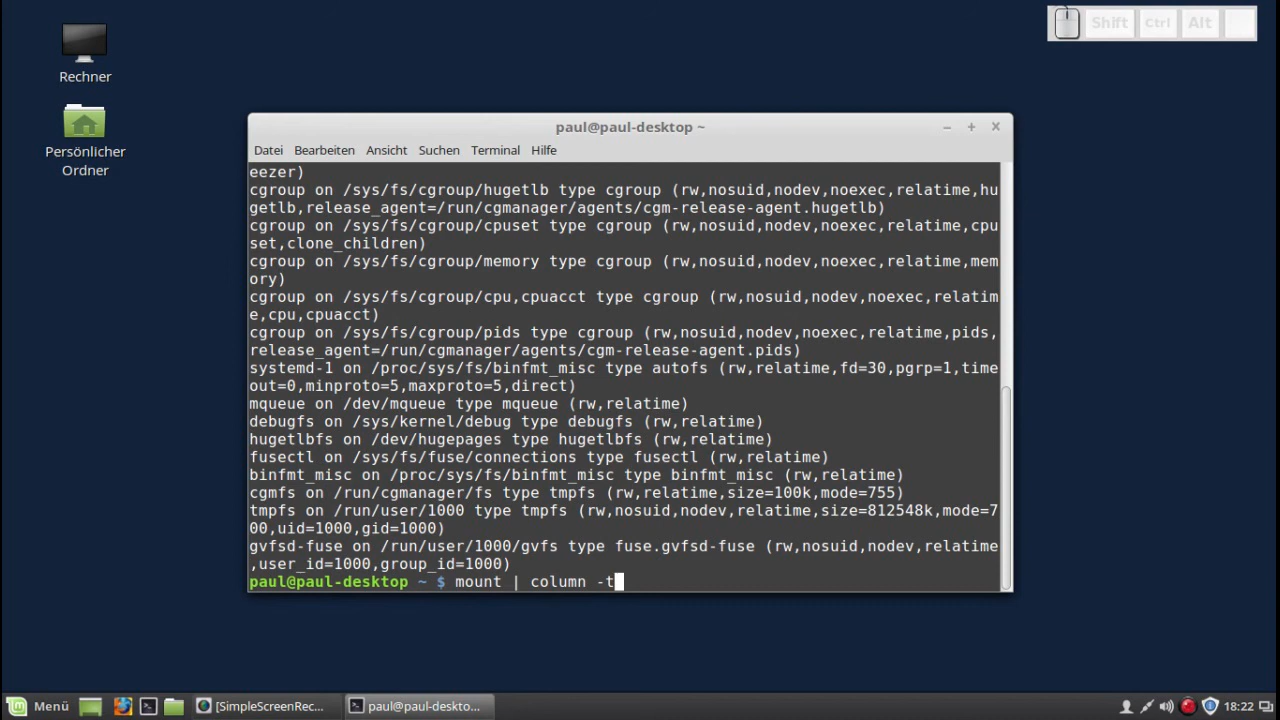 Rechner
Persönlicher
Ordner
Shift Ctrl Alt
paul@paul-desktop ~
Datei Bearbeiten Ansicht Suchen Terminal Hilfe
eezer)
cgroup on /sys/fs/cgroup/hugetlb type cgroup (rw,nosuid,nodev,noexec,relatime,hu
getlb,release_agent=/run/cgmanager/agents/cgm-release-agent.hugetlb)
cgroup on /sys/fs/cgroup/cpuset type cgroup (rw,nosuid,nodev,noexec,relatime,cpu
set,clone_children)
cgroup on /sys/fs/cgroup/memory type cgroup (rw,nosuid,nodev,noexec,relatime,mem
ory)
cgroup on /sys/fs/cgroup/cpu,cpuacct type cgroup (rw,nosuid,nodev,noexec,relatim
e,cpu,cpuacct)
cgroup on /sys/fs/cgroup/pids type cgroup (rw,nosuid,nodev,noexec,relatime,pids,
release_agent=/run/cgmanager/agents/cgm-release-agent.pids)
systemd-1 on /proc/sys/fs/binfmt_misc type autofs (rw,relatime,fd=30,pgrp=1,time
out=0,minproto=5,maxproto=5,direct)
mqueue on /dev/mqueue type mqueue (rw,relatime)
debugfs on /sys/kernel/debug type debugfs (rw,relatime)
hugetlbfs on /dev/hugepages type hugetlbfs (rw,relatime)
fusectl on /sys/fs/fuse/connections type fusectl (rw,relatime)
binfmt_misc on /proc/sys/fs/binfmt_misc type binfmt_misc (rw,relatime)
cgmfs on /run/cgmanager/fs type tmpfs (rw,relatime,size=100k,mode=755)
tmpfs on /run/user/1000 type tmpfs (rw,nosuid,nodev,relatime,size=812548k,mode=7
00,uid=1000,gid=1000)
gvfsd-fuse on /run/user/1000/gvfs type fuse.gvfsd-fuse (rw,nosuid,nodev,relatime
,user_id=1000,group_id=1000)
paul@paul-desktop ~ $ mount | column -t
Menü [SimpleScreenRec... paul@paul-deskto... 18:22